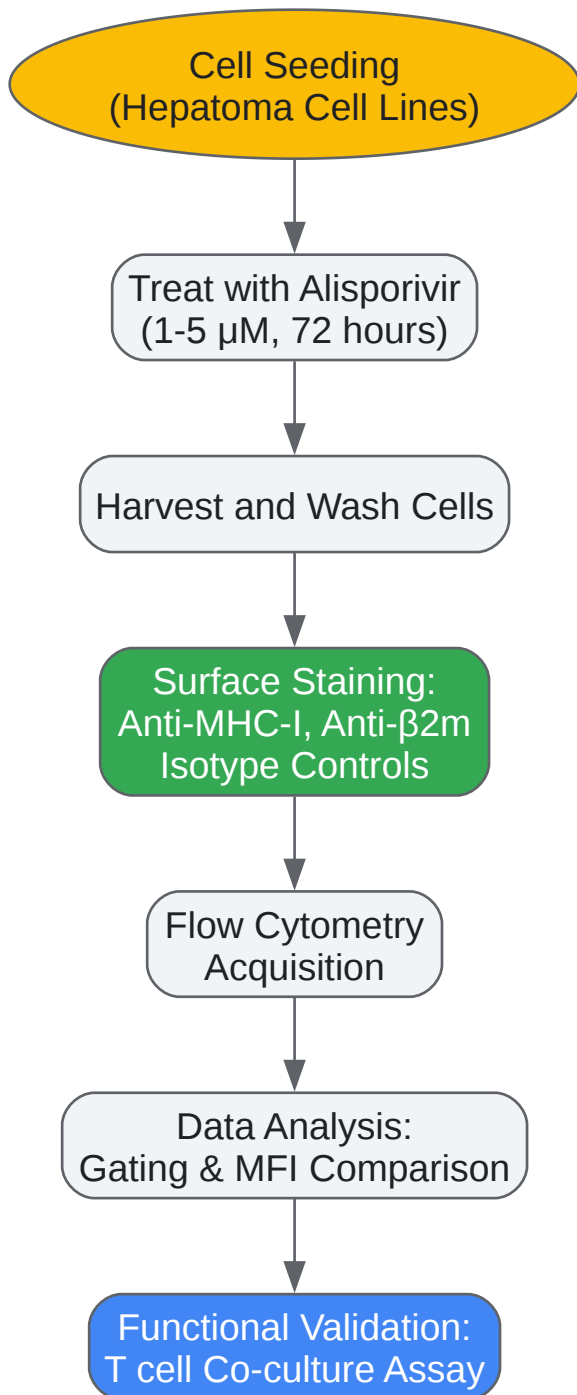 Cell Seeding
(Hepatoma Cell Lines)
Treat with Alisporivir
(1-5 μM, 72 hours)
Harvest and Wash Cells
Surface Staining:
Anti-MHC-I, Anti-β2m
Isotype Controls
Flow Cytometry
Acquisition
Data Analysis:
Gating & MFI Comparison
Functional Validation:
T cell Co-culture Assay